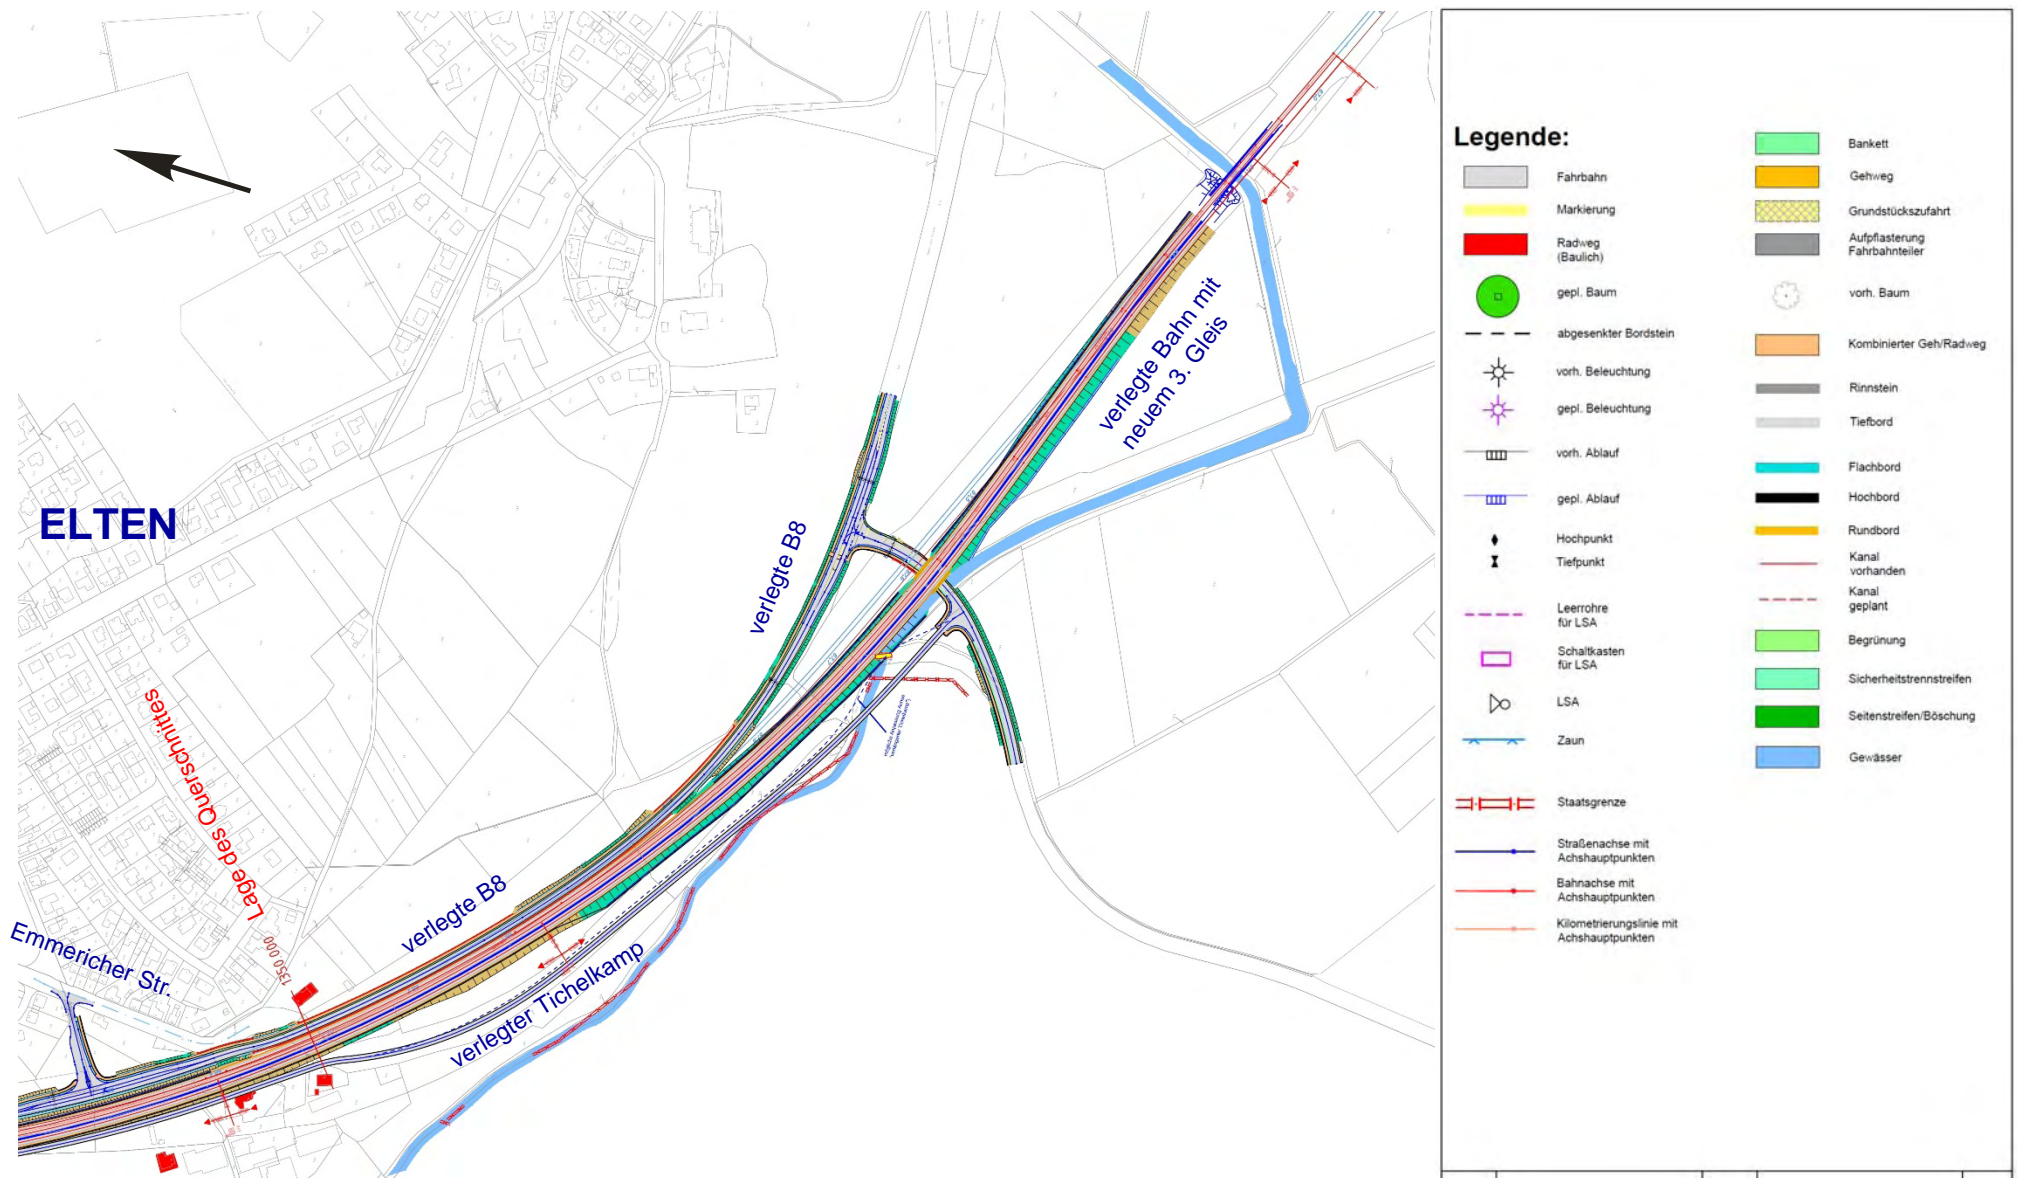 ELTEN
Emmericher Str.
Lage des Querschnittes
1350 000
verlegte B8
verlegter Tichelkamp
verlegte B8
verlegte Bahn mit
neuem 3. Gleis
Legende:
Fahrbahn
Markierung
Radweg
(Baulich)
gepl. Baum
abgesenkter Bordstein
vorh. Beleuchtung
gepl. Beleuchtung
vorh. Ablauf
gepl. Ablauf
Hochpunkt
Tiefpunkt
Leerrohre
für LSA
Schaltkasten
für LSA
LSA
Zaun
Staatsgrenze
Straßenachse mit
Achshauptpunkten
Bahnachse mit
Achshauptpunkten
Kilometrierungslinie mit
Achshauptpunkten
Bankett
Gehweg
Grundstückszufahrt
Aufpflasterung
Fahrbahnteiler
vorh. Baum
Kombinierter Geh/Radweg
Rinnstein
Tiefbord
Flachbord
Hochbord
Rundbord
Kanal
vorhanden
Kanal
geplant
Begrünung
Sicherheitstrennstreifen
Seitenstreifen/Böschung
Gewässer